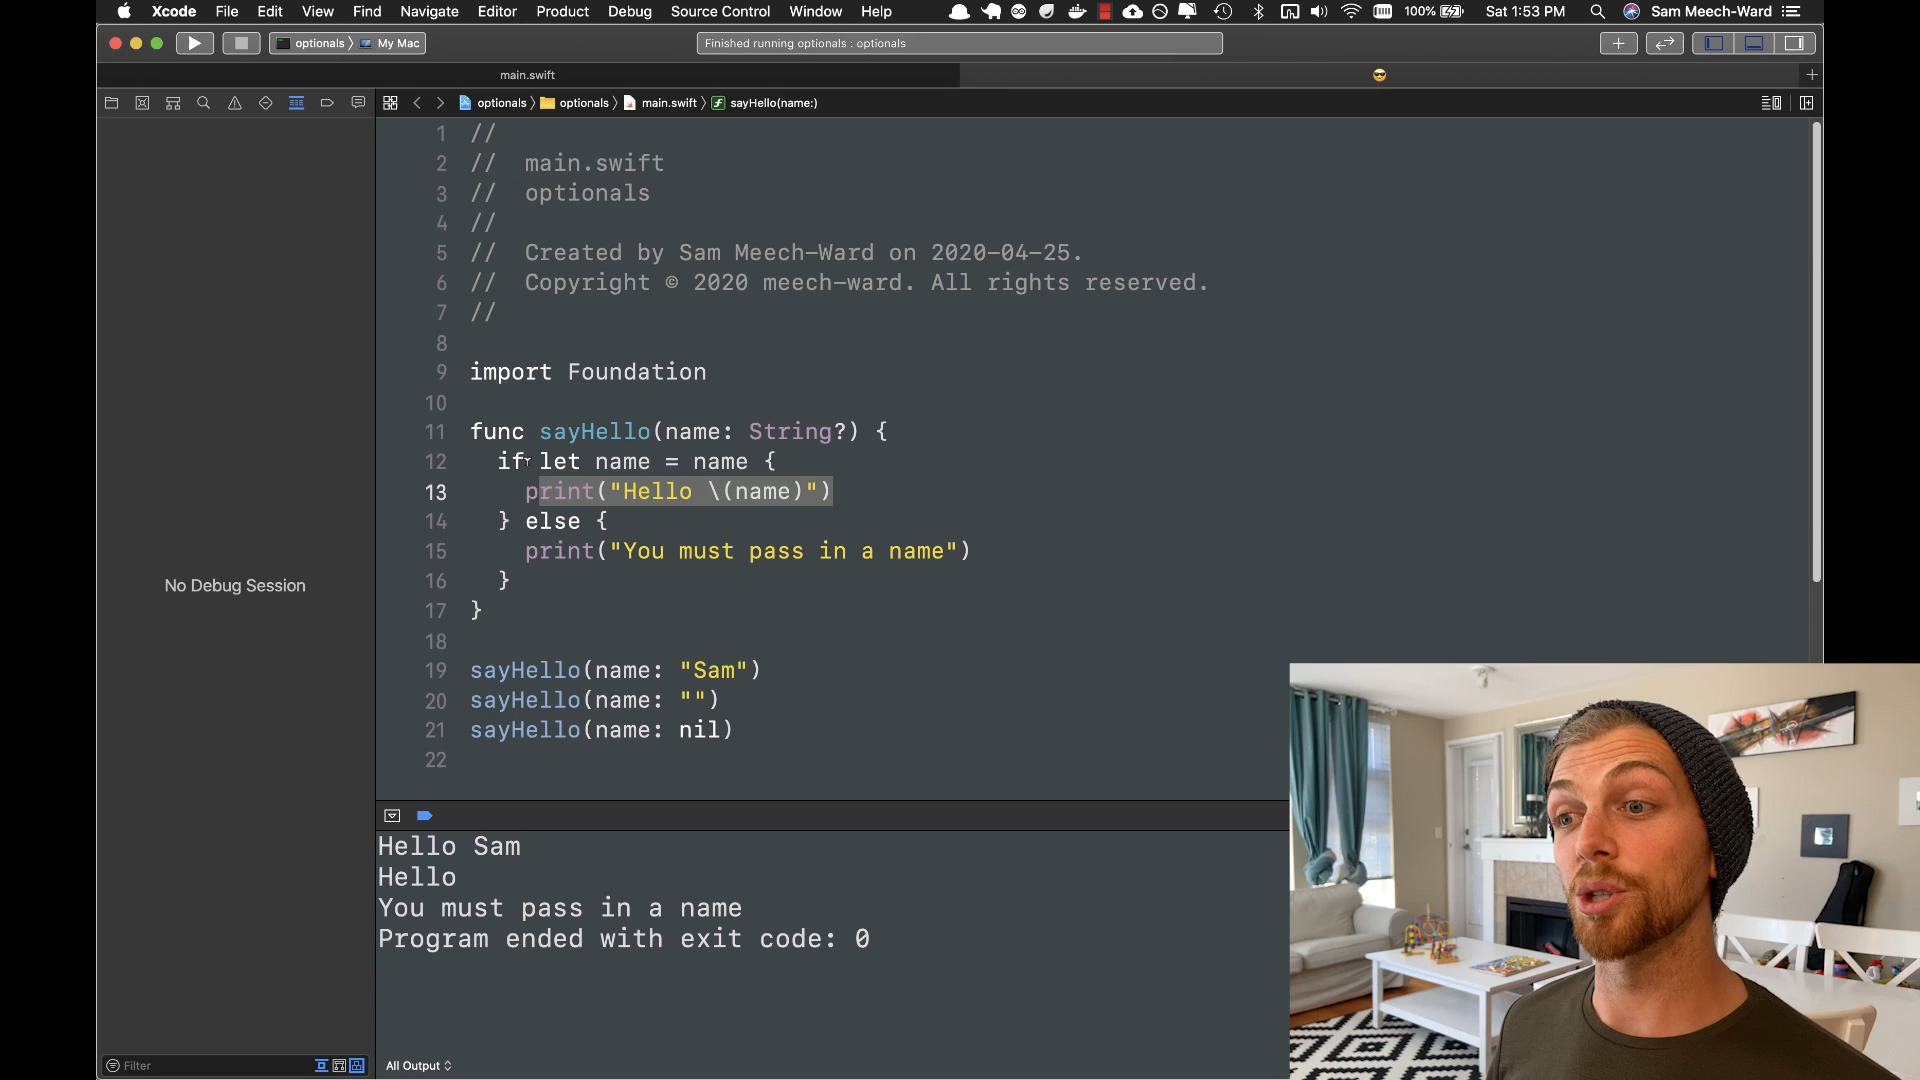 Xcode File Edit View Find Navigate Editor Product Debug Source Control Window Help 100% Sat 1:53 PM Sam Meech-Ward
optionals My Mac
Finished running optionals : optionals
main.swift
optionals optionals main.swift sayHello(name:)
1 //
2 // main.swift
3 // optionals
4 //
5 // Created by Sam Meech-Ward on 2020-04-25.
6 // Copyright © 2020 meech-ward. All rights reserved.
7 //
8
9 import Foundation
10
11 func sayHello(name: String?) {
12 if let name = name {
13 print("Hello \(name)")
14 } else {
15 print("You must pass in a name")
16 }
17 }
18
19 sayHello(name: "Sam")
20 sayHello(name: "")
21 sayHello(name: nil)
22
No Debug Session
Hello Sam
Hello
You must pass in a name
Program ended with exit code: 0
Filter
All Output